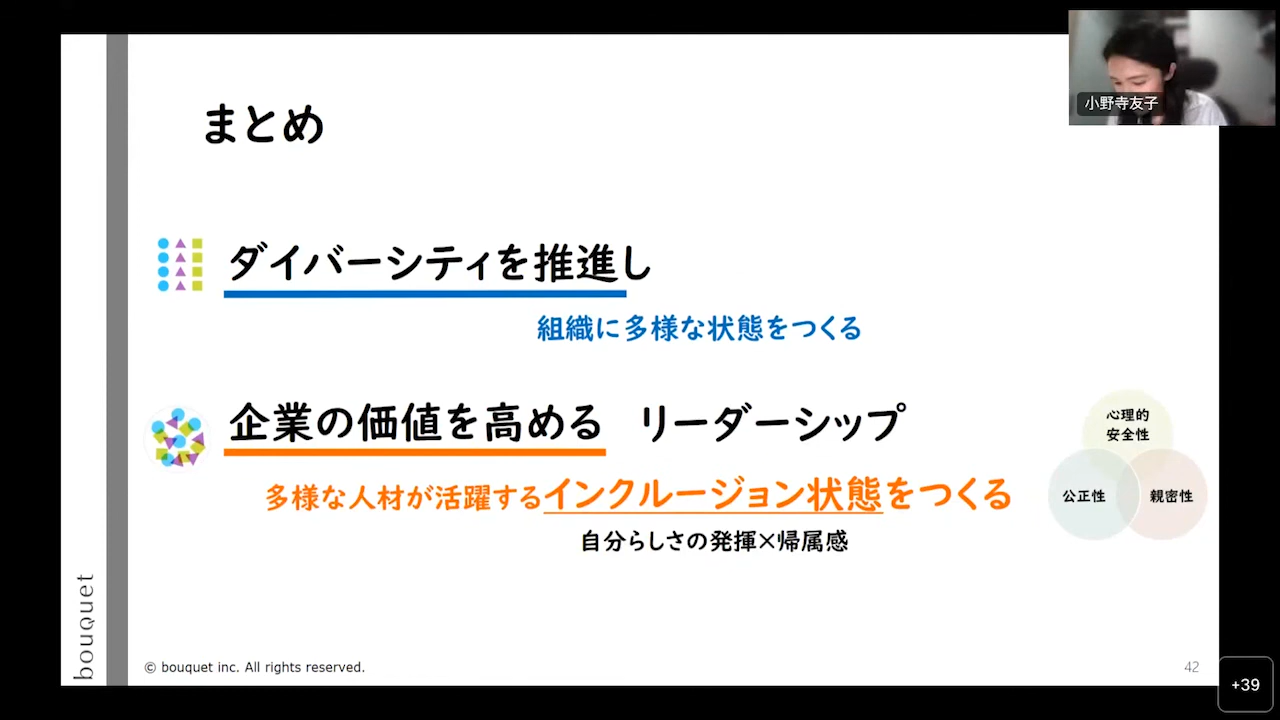 小野寺友子
まとめ
ダイバーシティを推進し
組織に多様な状態をつくる
企業の価値を高める リーダーシップ
多様な人材が活躍するインクルージョン状態をつくる
自分らしさの発揮×帰属感
心理的
安全性
公正性
親密性
bouquet
© bouquet inc. All rights reserved.
42
+39